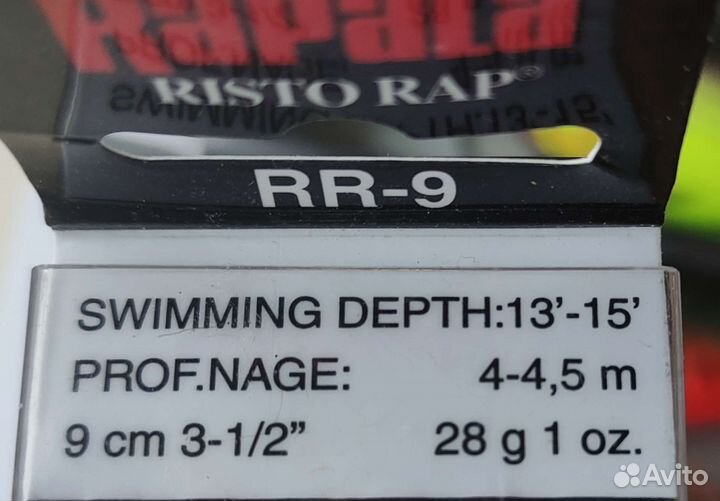 Rapala
RISTO RAP®
RR-9
SWIMMING DEPTH:13’-15’
PROF.NAGE: 4-4,5 m
9 cm 3-1/2” 28 g 1 oz.
Avito